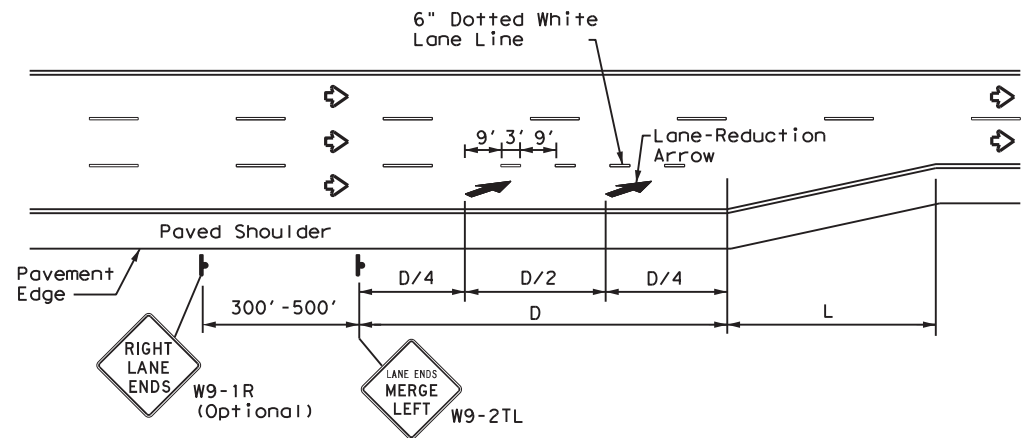 6" Dotted White
Lane Line
9' 3' 9'
Lane-Reduction
Arrow
Paved Shoulder
Pavement
Edge
D/4 D/2 D/4
300'-500' D L
RIGHT
LANE
ENDS
W9-1R
(Optional)
LANE ENDS
MERGE
LEFT
W9-2TL